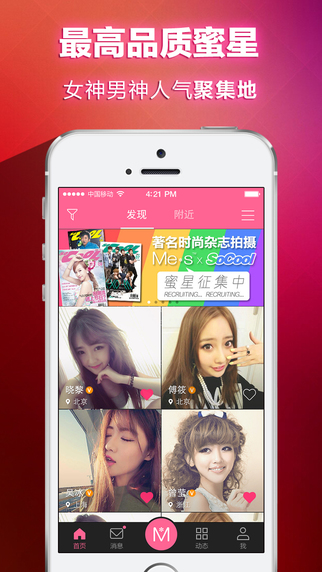 最高品质蜜星
女神男神人气聚集地
中国移动
4:21 PM
发现
附近
COOL
著名时尚杂志拍摄
Me-s x SoCool
蜜星征集中
RECRUITING... RECRUITING...
晓黎 V
北京
傅筱 V
北京
吴冰 V
上海
曾莹 V
浙江
首页
消息
M
动态
我